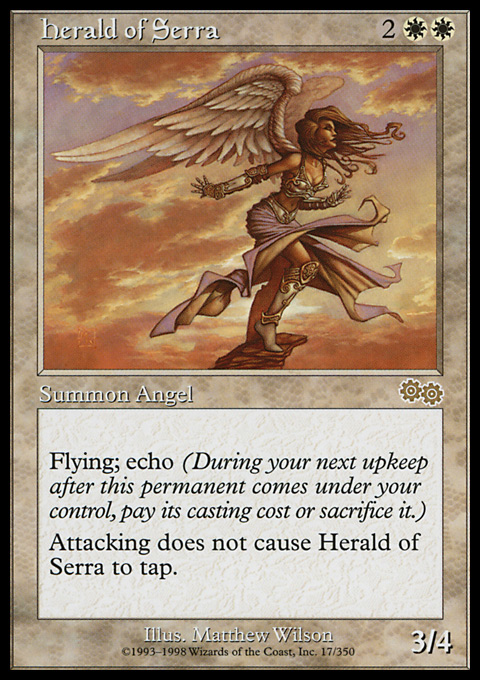 Herald of Serra 2
Summon Angel
Flying; echo (During your next upkeep
after this permanent comes under your
control, pay its casting cost or sacrifice it.)
Attacking does not cause Herald of
Serra to tap.
Illus. Matthew Wilson
©1993–1998 Wizards of the Coast, Inc. 17/350
3/4